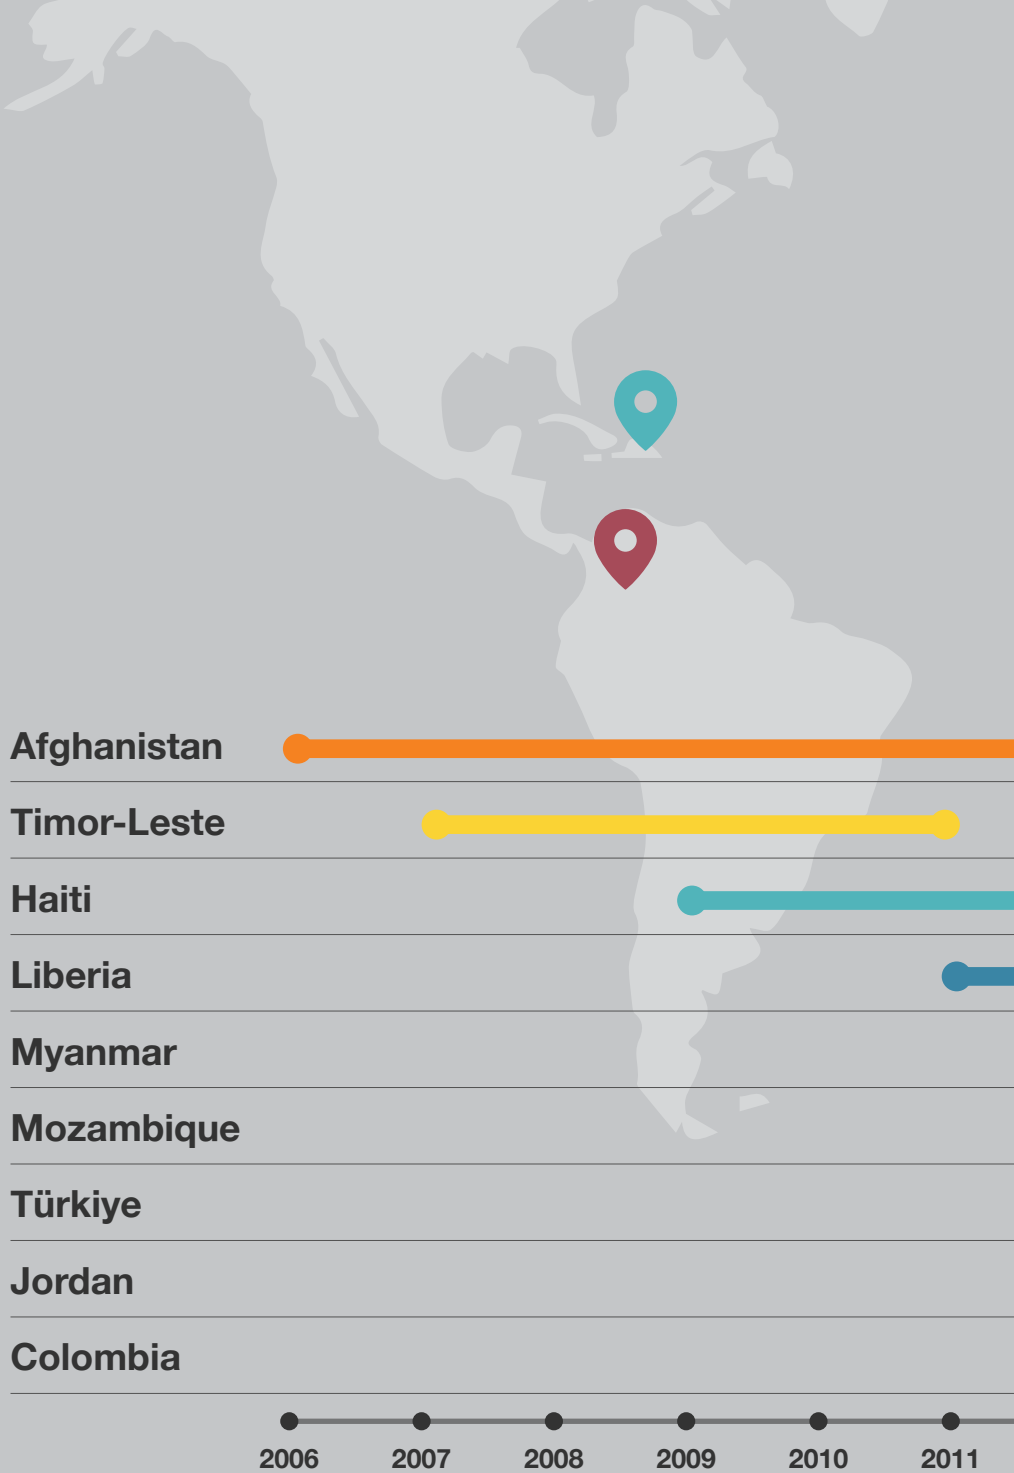 Afghanistan
Timor-Leste
Haiti
Liberia
Myanmar
Mozambique
Türkiye
Jordan
Colombia
2006 2007 2008 2009 2010 2011